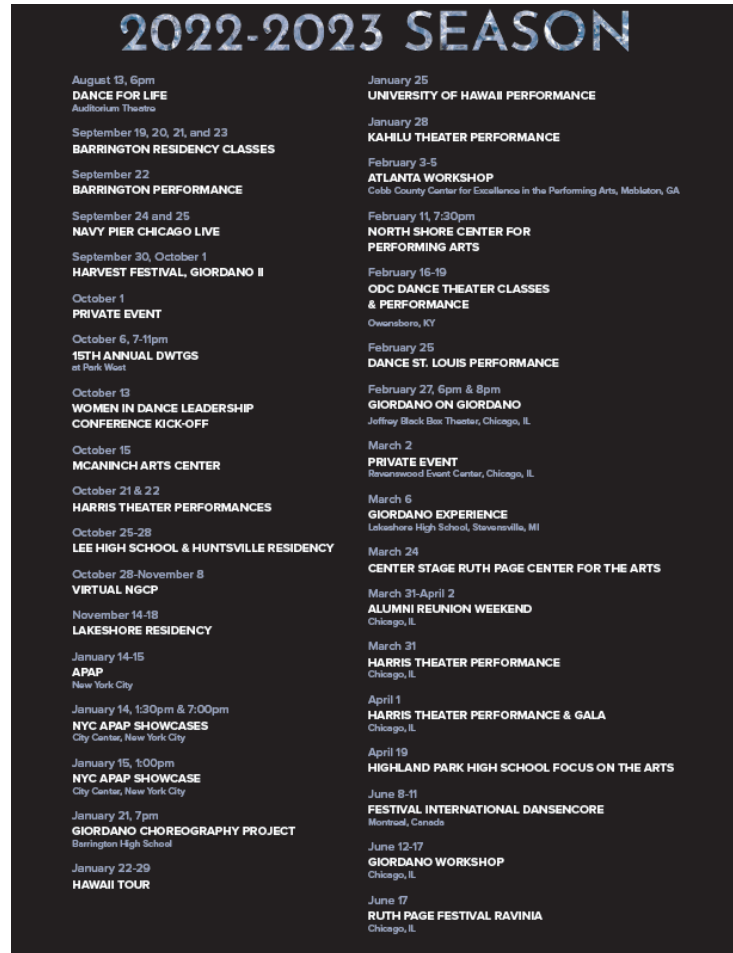 2022-2023 SEASON
August 13, 6pm
DANCE FOR LIFE
Auditorium Theatre
September 19, 20, 21, and 23
BARRINGTON RESIDENCY CLASSES
September 22
BARRINGTON PERFORMANCE
September 24 and 25
NAVY PIER CHICAGO LIVE
September 30, October 1
HARVEST FESTIVAL, GIORDANO II
October 1
PRIVATE EVENT
October 6, 7-11pm
15TH ANNUAL DWTGS
at Park West
October 13
WOMEN IN DANCE LEADERSHIP
CONFERENCE KICK-OFF
October 15
MCANINCH ARTS CENTER
October 21 & 22
HARRIS THEATER PERFORMANCES
October 25-28
LEE HIGH SCHOOL & HUNTSVILLE RESIDENCY
October 28-November 8
VIRTUAL NGCP
November 14-18
LAKESHORE RESIDENCY
January 14-15
APAP
New York City
January 14, 1:30pm & 7:00pm
NYC APAP SHOWCASES
City Center, New York City
January 15, 1:00pm
NYC APAP SHOWCASE
City Center, New York City
January 21, 7pm
GIORDANO CHOREOGRAPHY PROJECT
Barrington High School
January 22-29
HAWAII TOUR
January 25
UNIVERSITY OF HAWAII PERFORMANCE
January 28
KAHILU THEATER PERFORMANCE
February 3-5
ATLANTA WORKSHOP
Cobb County Center for Excellence in the Performing Arts, Mableton, GA
February 11, 7:30pm
NORTH SHORE CENTER FOR
PERFORMING ARTS
February 16-19
ODC DANCE THEATER CLASSES
& PERFORMANCE
Owensboro, KY
February 25
DANCE ST. LOUIS PERFORMANCE
February 27, 6pm & 8pm
GIORDANO ON GIORDANO
Joffrey Black Box Theater, Chicago, IL
March 2
PRIVATE EVENT
Ravenswood Event Center, Chicago, IL
March 6
GIORDANO EXPERIENCE
Lakeshore High School, Stevensville, MI
March 24
CENTER STAGE RUTH PAGE CENTER FOR THE ARTS
March 31-April 2
ALUMNI REUNION WEEKEND
Chicago, IL
March 31
HARRIS THEATER PERFORMANCE
Chicago, IL
April 1
HARRIS THEATER PERFORMANCE & GALA
Chicago, IL
April 19
HIGHLAND PARK HIGH SCHOOL FOCUS ON THE ARTS
June 8-11
FESTIVAL INTERNATIONAL DANSENCORE
Montreal, Canada
June 12-17
GIORDANO WORKSHOP
Chicago, IL
June 17
RUTH PAGE FESTIVAL RAVINIA
Chicago, IL